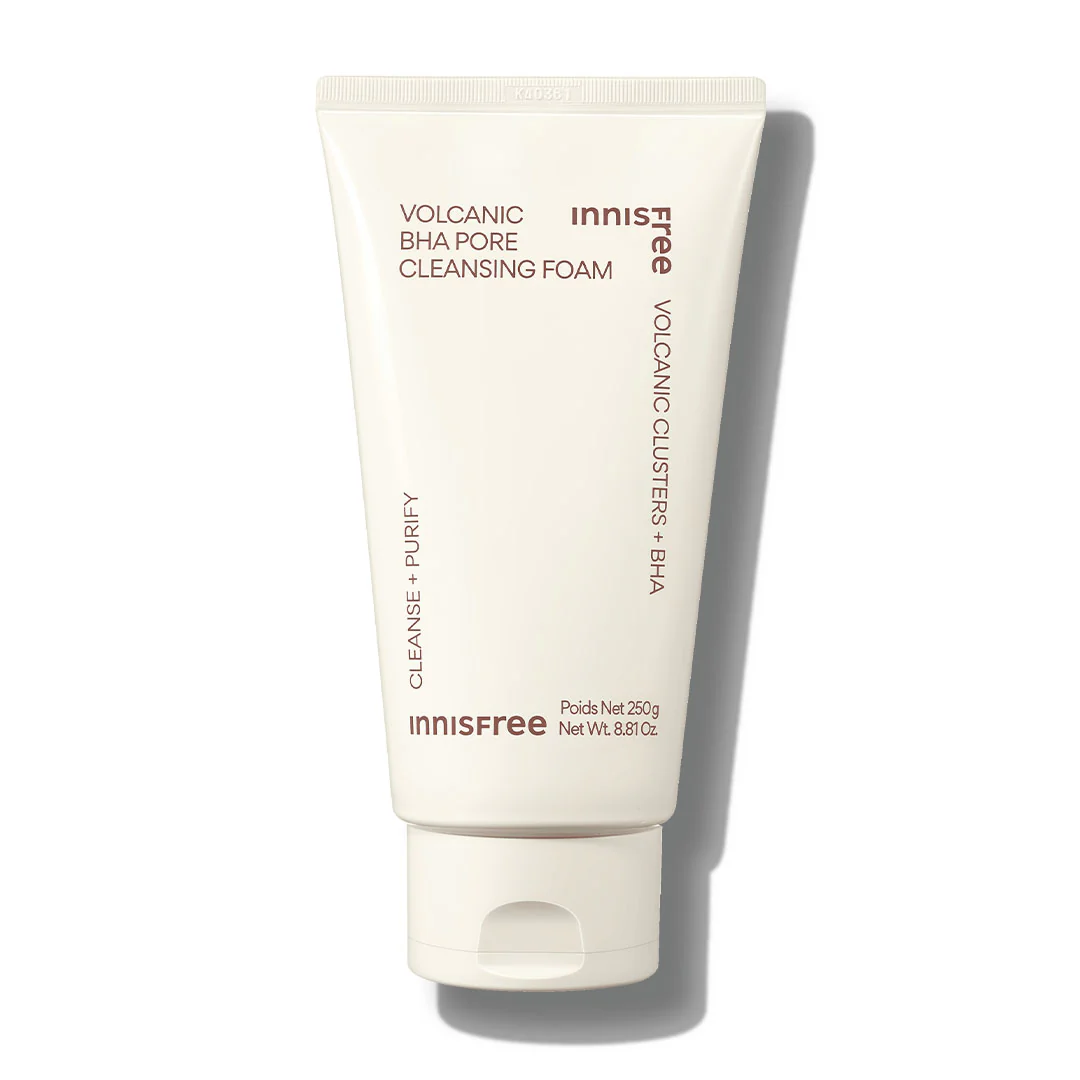 K40361
VOLCANIC
BHA PORE
CLEANSING FOAM
INNISFree
VOLCANIC CLUSTERS + BHA
CLEANSE + PURIFY
INNISFree
Poids Net 250g
Net Wt. 8.81 Oz.